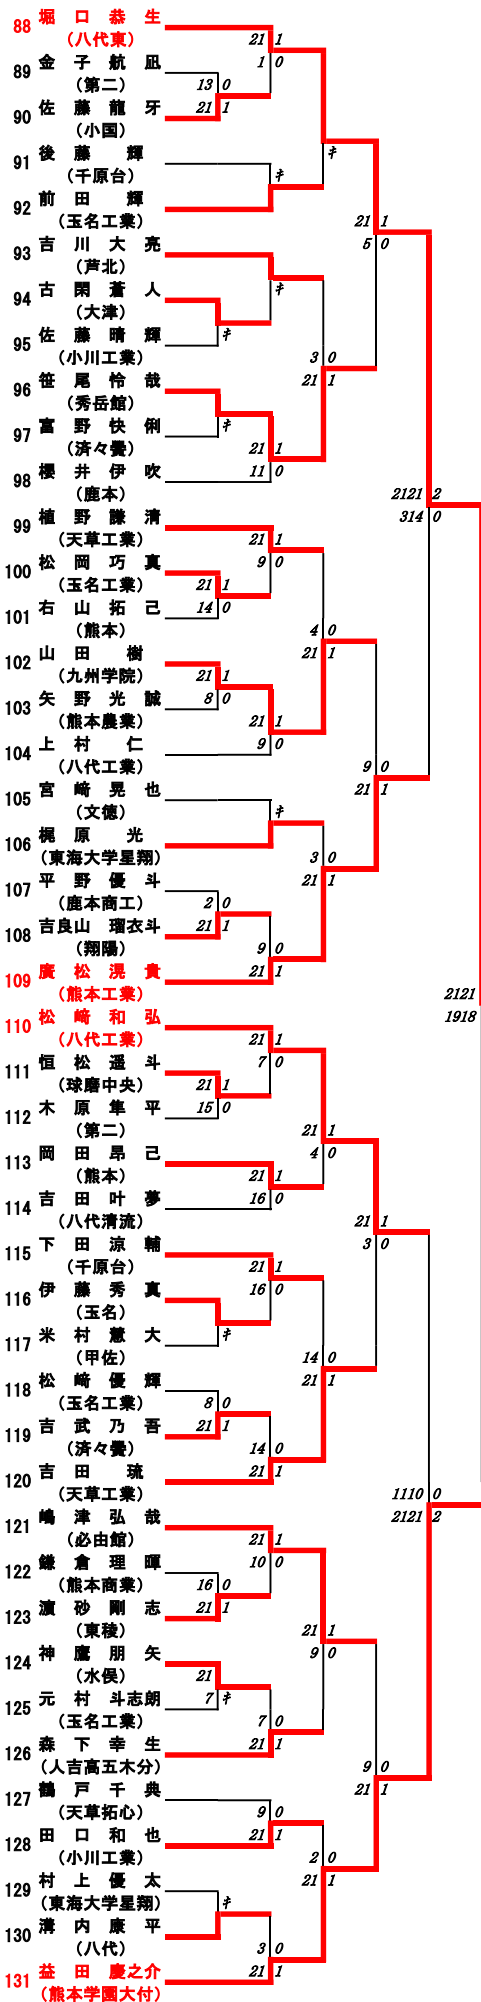 88 堀口恭生
(八代東)
21 1
1 0
89 金子航凪
(第二)
13 0
21 1
90 佐藤龍牙
(小国)
91 後藤輝
(千原台)
キ
キ
92 前田輝
(玉名工業)
21 1
5 0
93 吉川大亮
(芦北)
キ
94 古閑蒼人
(大津)
キ
95 佐藤晴輝
(小川工業)
3 0
21 1
96 笹尾怜哉
(秀岳館)
キ
97 富野快俐
(済々黌)
21 1
11 0
98 櫻井伊吹
(鹿本)
2121 2
314 0
99 植野謙清
(天草工業)
21 1
9 0
100 松岡巧真
(玉名工業)
21 1
14 0
101 右山拓己
(熊本)
4 0
21 1
102 山田樹
(九州学院)
21 1
8 0
103 矢野光誠
(熊本農業)
21 1
9 0
104 上村仁
(八代工業)
9 0
21 1
105 宮﨑晃也
(文徳)
キ
106 梶原光
(東海大学星翔)
3 0
21 1
107 平野優斗
(鹿本商工)
2 0
21 1
108 吉良山瑠衣斗
(翔陽)
9 0
21 1
109 廣松滉貴
(熊本工業)
2121
1918
110 松﨑和弘
(八代工業)
21 1
7 0
111 恒松遥斗
(球磨中央)
21 1
15 0
112 木原隼平
(第二)
21 1
4 0
113 岡田昂己
(熊本)
21 1
16 0
114 吉田叶夢
(八代清流)
21 1
3 0
115 下田涼輔
(千原台)
21 1
16 0
116 伊藤秀真
(玉名)
キ
117 米村慧大
(甲佐)
14 0
21 1
118 松﨑優輝
(玉名工業)
8 0
21 1
119 吉武乃吾
(済々黌)
14 0
21 1
120 吉田琉
(天草工業)
1110 0
2121 2
121 嶋津弘哉
(必由館)
21 1
10 0
122 鎌倉理暉
(熊本商業)
16 0
21 1
123 濵砂剛志
(東稜)
21 1
9 0
124 神鷹朋矢
(水俣)
21
7 キ
125 元村斗志朗
(玉名工業)
7 0
21 1
126 森下幸生
(人吉高五木分)
9 0
21 1
127 鶴戸千典
(天草拓心)
9 0
21 1
128 田口和也
(小川工業)
2 0
21 1
129 村上優太
(東海大学星翔)
キ
130 溝内康平
(八代)
3 0
21 1
131 益田慶之介
(熊本学園大付)